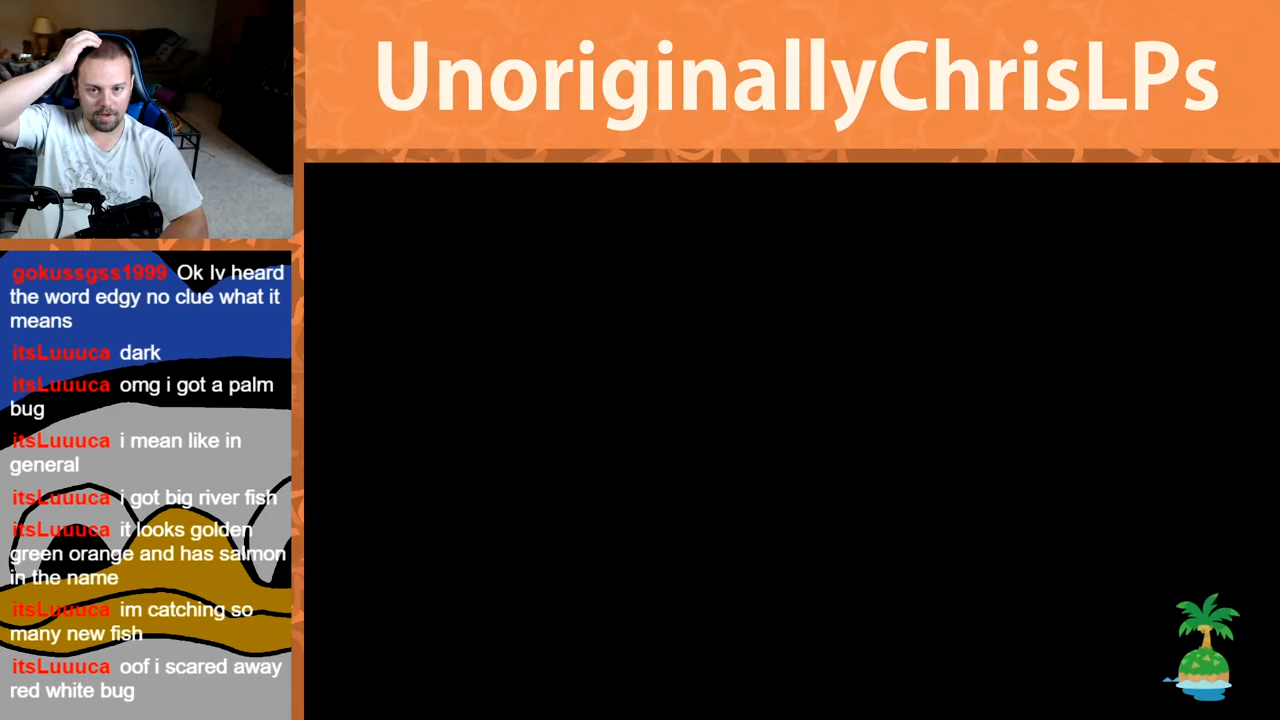 UnoriginallyChrisLPs
gokussgss1999 Ok Iv heard
the word edgy no clue what it
means
itsLuuuca dark
itsLuuuca omg i got a palm
bug
itsLuuuca i mean like in
general
itsLuuuca i got big river fish
itsLuuuca it looks golden
green orange and has salmon
in the name
itsLuuuca im catching so
many new fish
itsLuuuca oof i scared away
red white bug